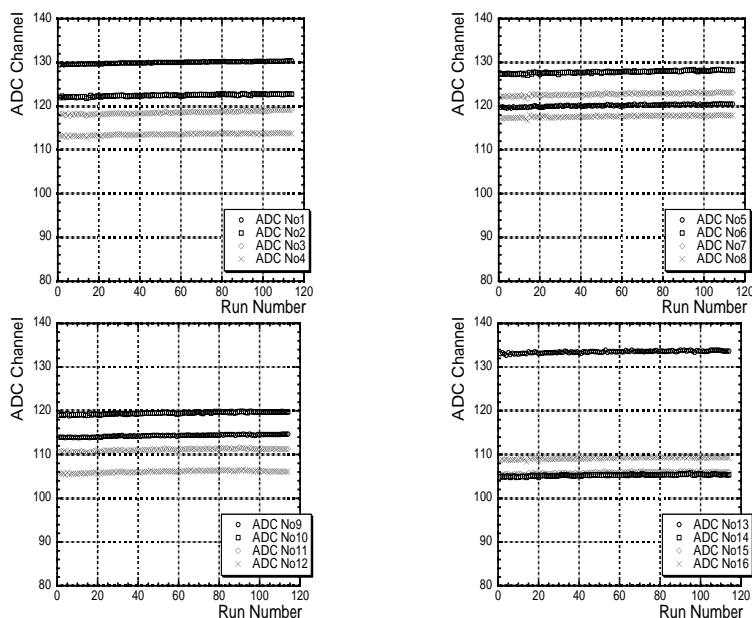 140
130
120
110
100
90
80
ADC Channel
ADC No1
ADC No2
ADC No3
ADC No4
0 20 40 60 80 100 120
Run Number
140
130
120
110
100
90
80
ADC Channel
ADC No5
ADC No6
ADC No7
ADC No8
0 20 40 60 80 100 120
Run Number
140
130
120
110
100
90
80
ADC Channel
ADC No9
ADC No10
ADC No11
ADC No12
0 20 40 60 80 100 120
Run Number
140
130
120
110
100
90
80
ADC Channel
ADC No13
ADC No14
ADC No15
ADC No16
0 20 40 60 80 100 120
Run Number